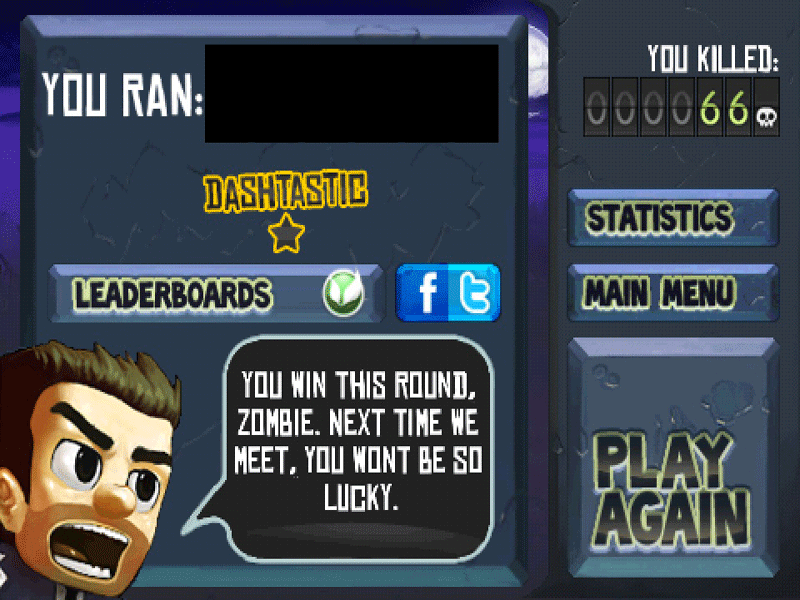 YOU RAN:
YOU KILLED:
000066
DASHTASTIC
STATISTICS
LEADERBOARDS
f t
MAIN MENU
YOU WIN THIS ROUND,
ZOMBIE. NEXT TIME WE
MEET, YOU WONT BE SO
LUCKY.
PLAY
AGAIN